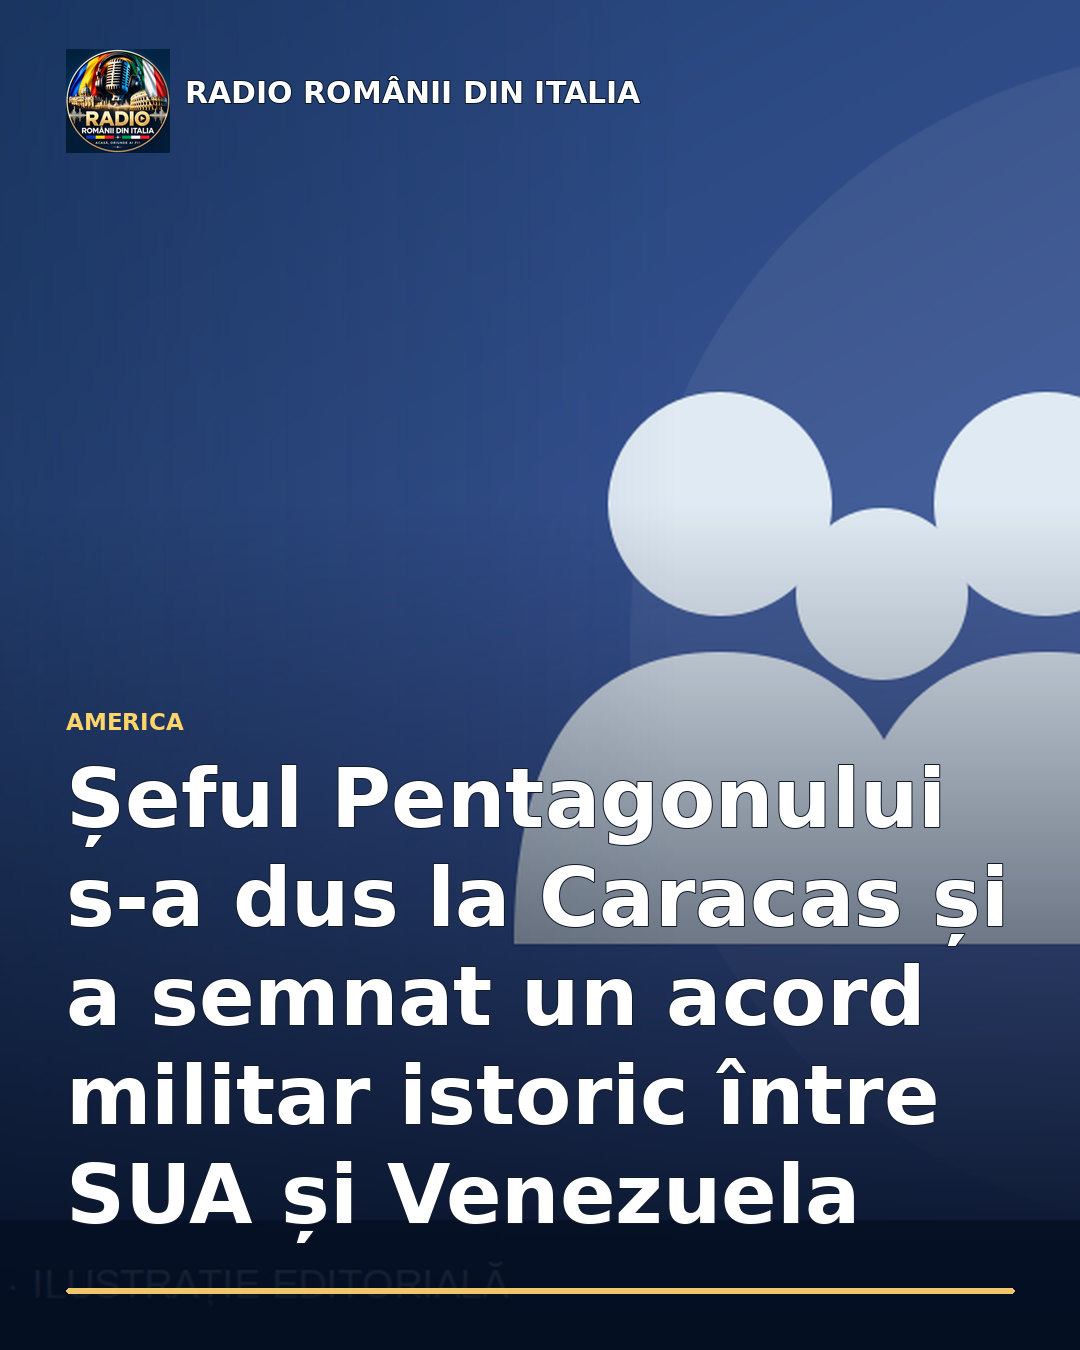 RADIO
ROMÂNII DIN ITALIA
RADIO ROMÂNII DIN ITALIA
AMERICA
Șeful Pentagonului
s-a dus la Caracas și
a semnat un acord
militar istoric între
SUA și Venezuela
· ILUSTRAȚIE EDITORIALĂ